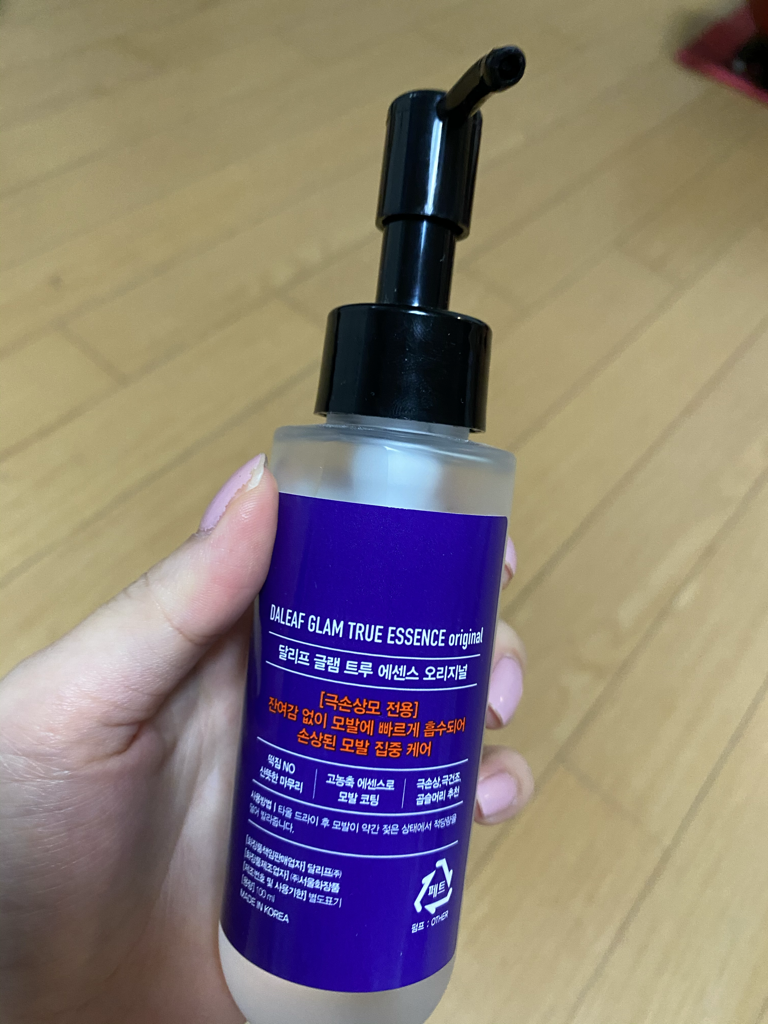 DALEAF GLAM TRUE ESSENCE original
달리프 글램 트루 에센스 오리지널
[극손상모 전용]
잔여감 없이 모발에 빠르게 흡수되어
손상된 모발 집중 케어
떡짐 NO
산뜻한 마무리
고농축 에센스로
모발 코팅
극손상,극건조,
곱슬머리 추천
사용방법 | 타올 드라이 후 모발이 약간 젖은 상태에서 적당량을
덜어 발라줍니다.
[화장품책임판매업자] 달리프㈜
[화장품제조업자] ㈜서울화장품
[제조번호 및 사용기한] 별도표기
[용량] 100 ml
MADE IN KOREA
페트
펌프 : OTHER